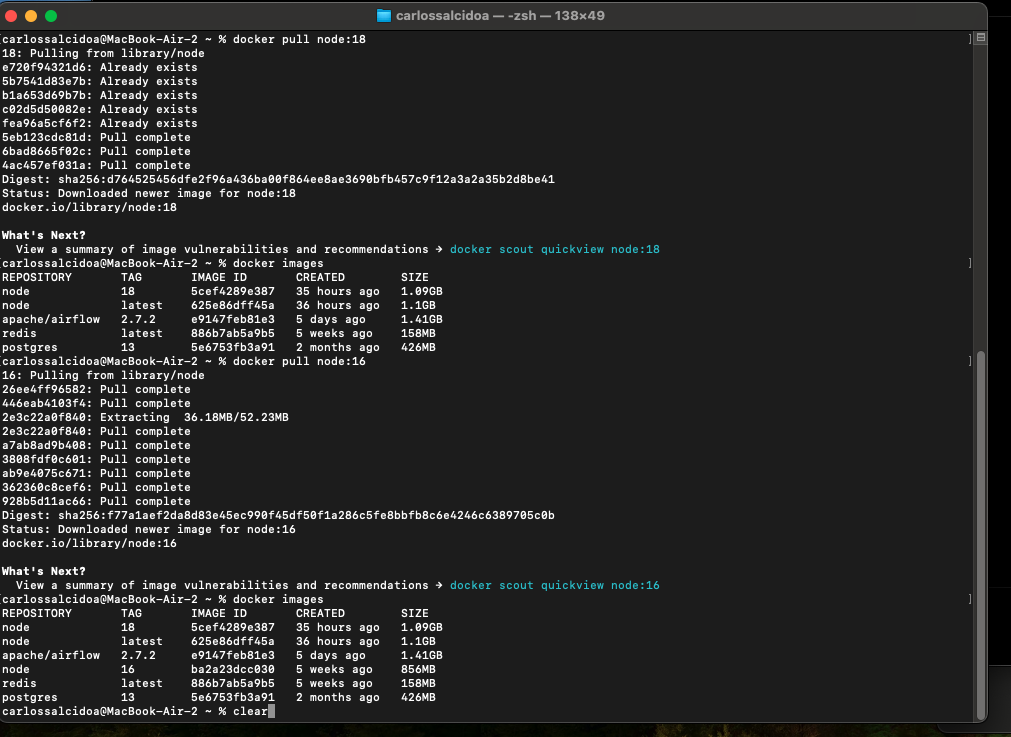 carlossalcidoa — -zsh — 138×49
[carlossalcidoa@MacBook-Air-2 ~ % docker pull node:18 ]
18: Pulling from library/node
e720f94321d6: Already exists
5b7541d83e7b: Already exists
b1a653d69b7b: Already exists
c02d5d50082e: Already exists
fea96a5cf6f2: Already exists
5eb123cdc81d: Pull complete
6bad8665f02c: Pull complete
4ac457ef031a: Pull complete
Digest: sha256:d764525456dfe2f96a436ba00f864ee8ae3690bfb457c9f12a3a2a35b2d8be41
Status: Downloaded newer image for node:18
docker.io/library/node:18
What's Next?
View a summary of image vulnerabilities and recommendations → docker scout quickview node:18
[carlossalcidoa@MacBook-Air-2 ~ % docker images ]
REPOSITORY TAG IMAGE ID CREATED SIZE
node 18 5cef4289e387 35 hours ago 1.09GB
node latest 625e86dff45a 36 hours ago 1.1GB
apache/airflow 2.7.2 e9147feb81e3 5 days ago 1.41GB
redis latest 886b7ab5a9b5 5 weeks ago 158MB
postgres 13 5e6753fb3a91 2 months ago 426MB
[carlossalcidoa@MacBook-Air-2 ~ % docker pull node:16 ]
16: Pulling from library/node
26ee4ff96582: Pull complete
446eab4103f4: Pull complete
2e3c22a0f840: Extracting 36.18MB/52.23MB
2e3c22a0f840: Pull complete
a7ab8ad9b408: Pull complete
3808fdf0c601: Pull complete
ab9e4075c671: Pull complete
362360c8cef6: Pull complete
928b5d11ac66: Pull complete
Digest: sha256:f77a1aef2da8d83e45ec990f45df50f1a286c5fe8bbfb8c6e4246c6389705c0b
Status: Downloaded newer image for node:16
docker.io/library/node:16
What's Next?
View a summary of image vulnerabilities and recommendations → docker scout quickview node:16
[carlossalcidoa@MacBook-Air-2 ~ % docker images ]
REPOSITORY TAG IMAGE ID CREATED SIZE
node 18 5cef4289e387 35 hours ago 1.09GB
node latest 625e86dff45a 36 hours ago 1.1GB
apache/airflow 2.7.2 e9147feb81e3 5 days ago 1.41GB
node 16 ba2a23dcc030 5 weeks ago 856MB
redis latest 886b7ab5a9b5 5 weeks ago 158MB
postgres 13 5e6753fb3a91 2 months ago 426MB
carlossalcidoa@MacBook-Air-2 ~ % clear